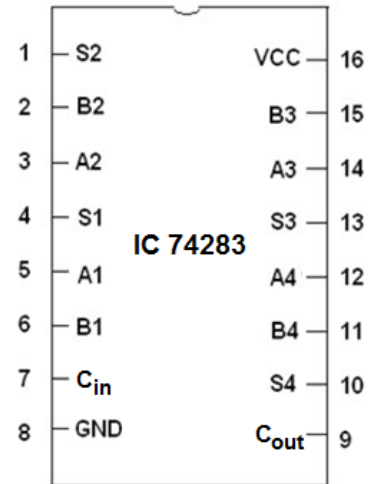 1 S2 VCC 16
2 B2 B3 15
3 A2 A3 14
4 S1 S3 13
IC 74283
5 A1 A4 12
6 B1 B4 11
7 Cin S4 10
8 GND Cout 9